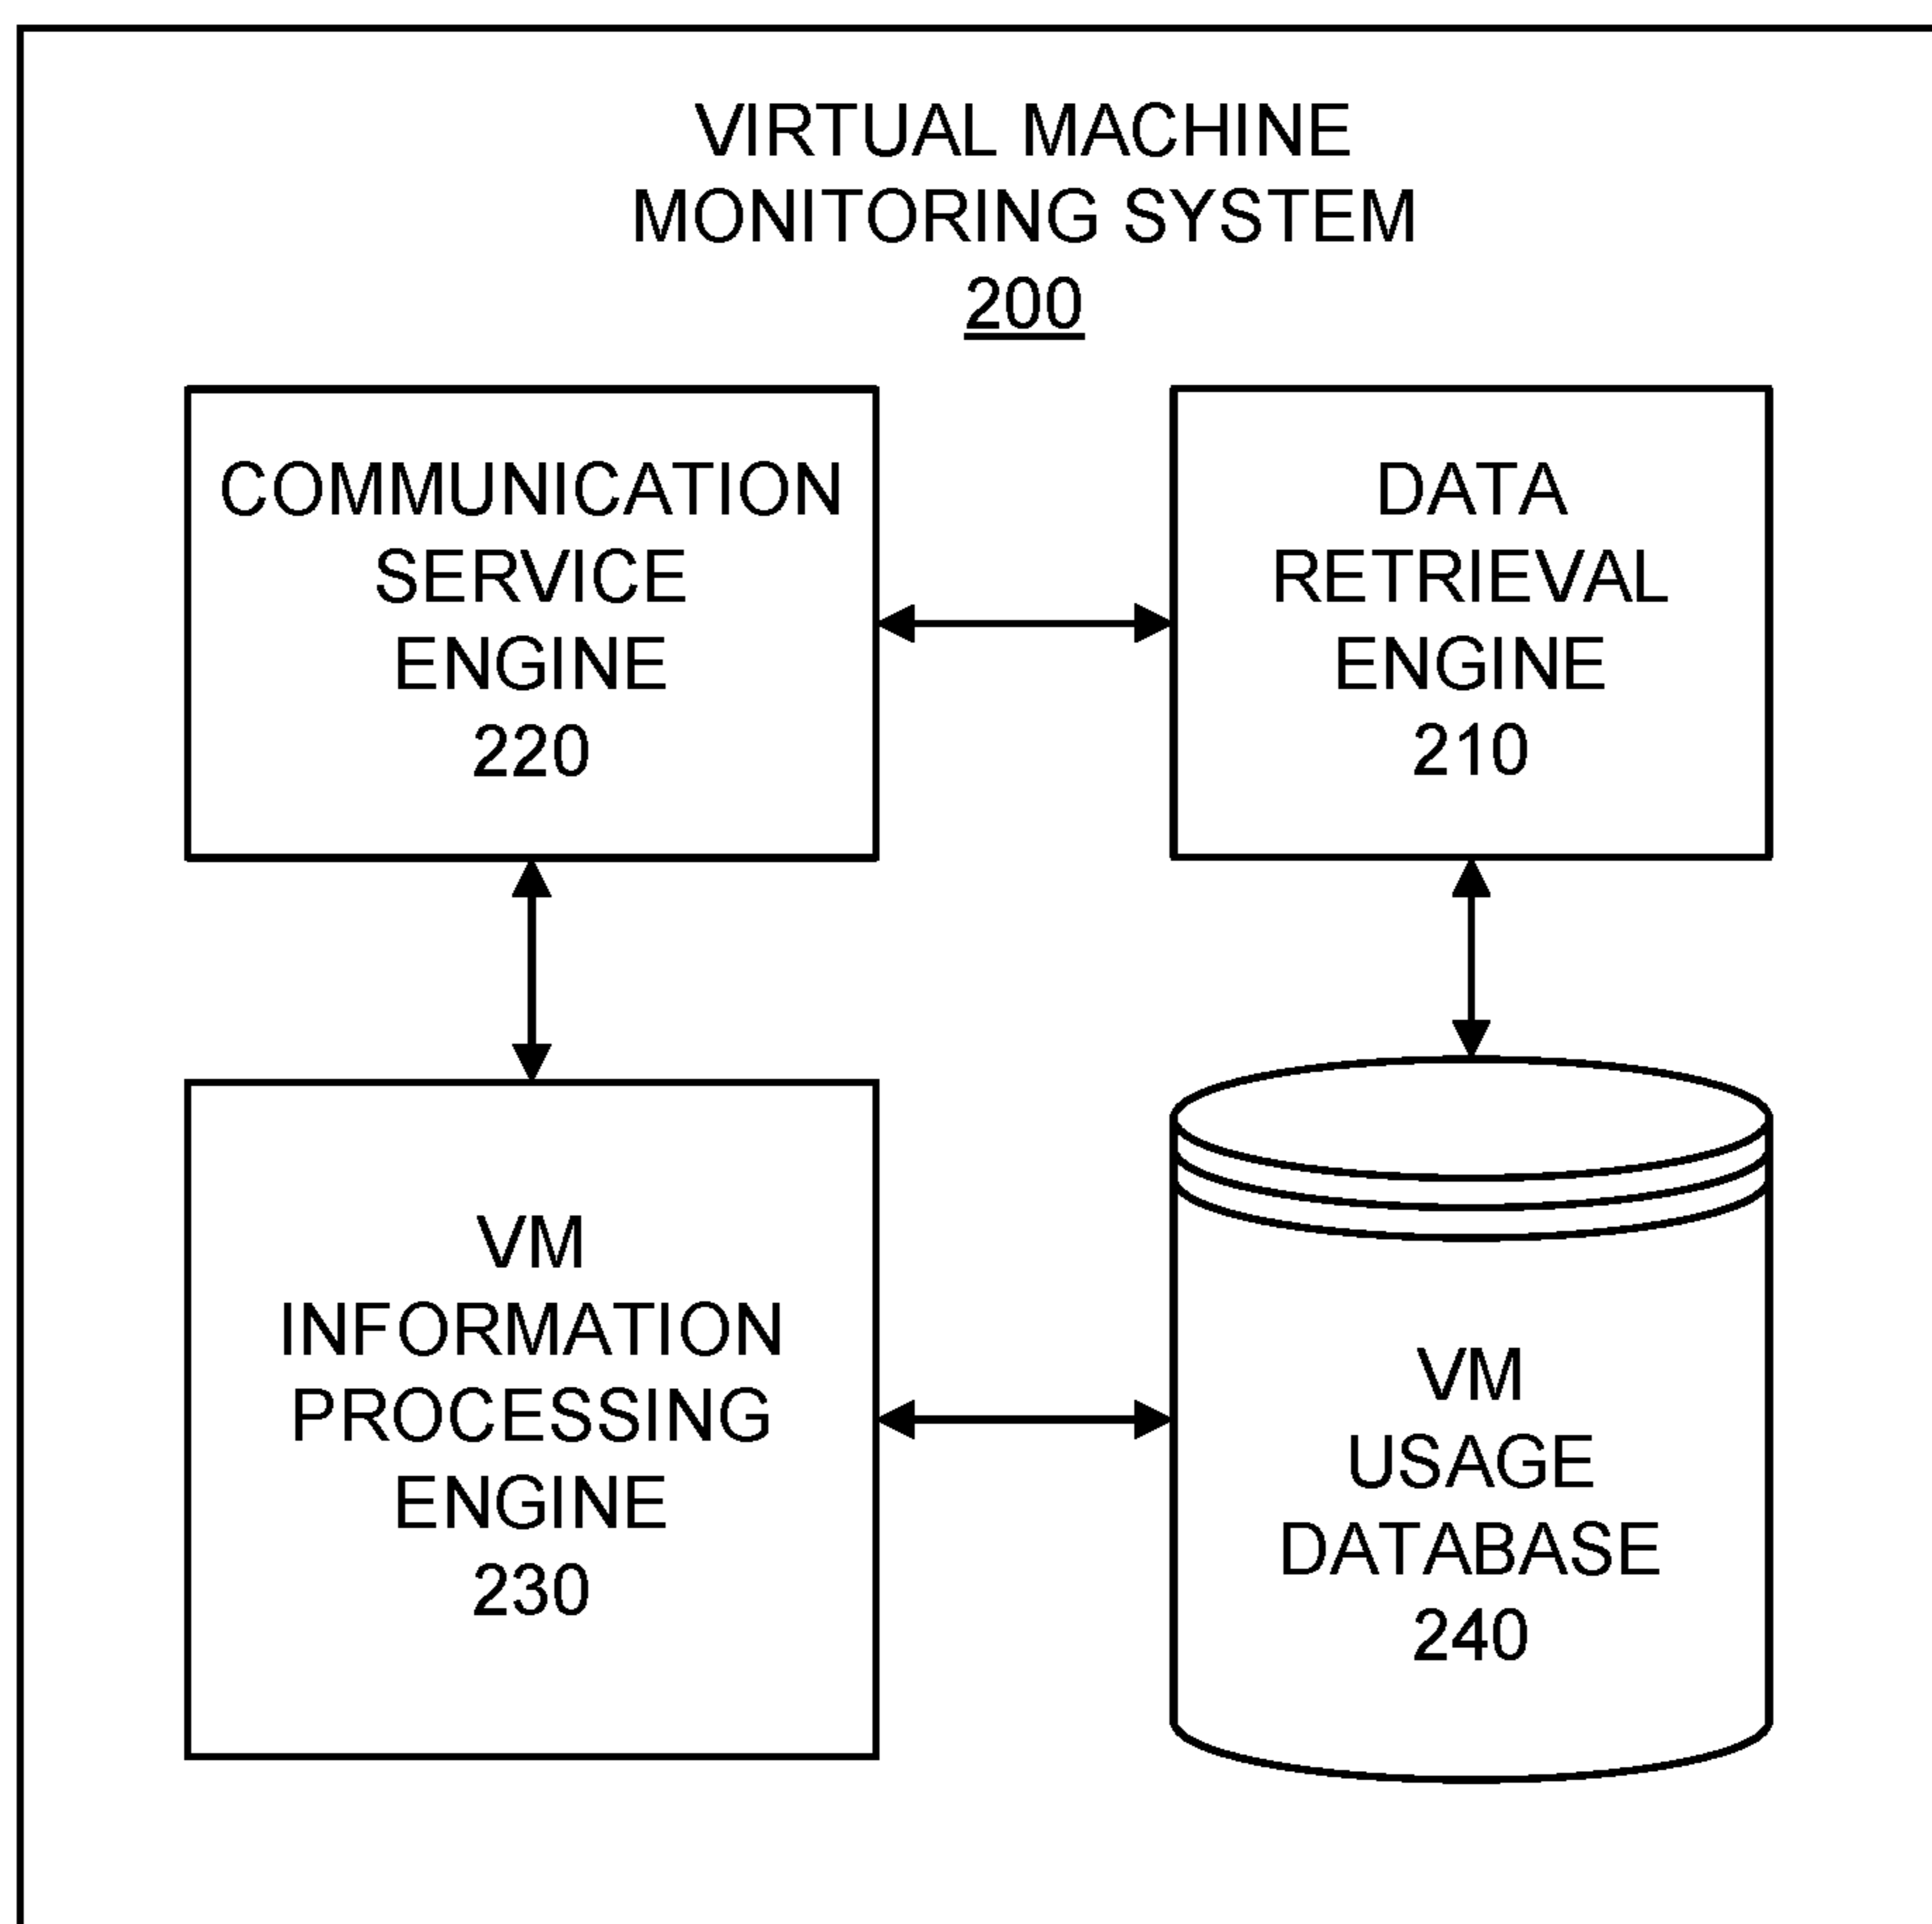 VIRTUAL MACHINE
MONITORING SYSTEM
200
COMMUNICATION
SERVICE
ENGINE
220
DATA
RETRIEVAL
ENGINE
210
VM
INFORMATION
PROCESSING
ENGINE
230
VM
USAGE
DATABASE
240